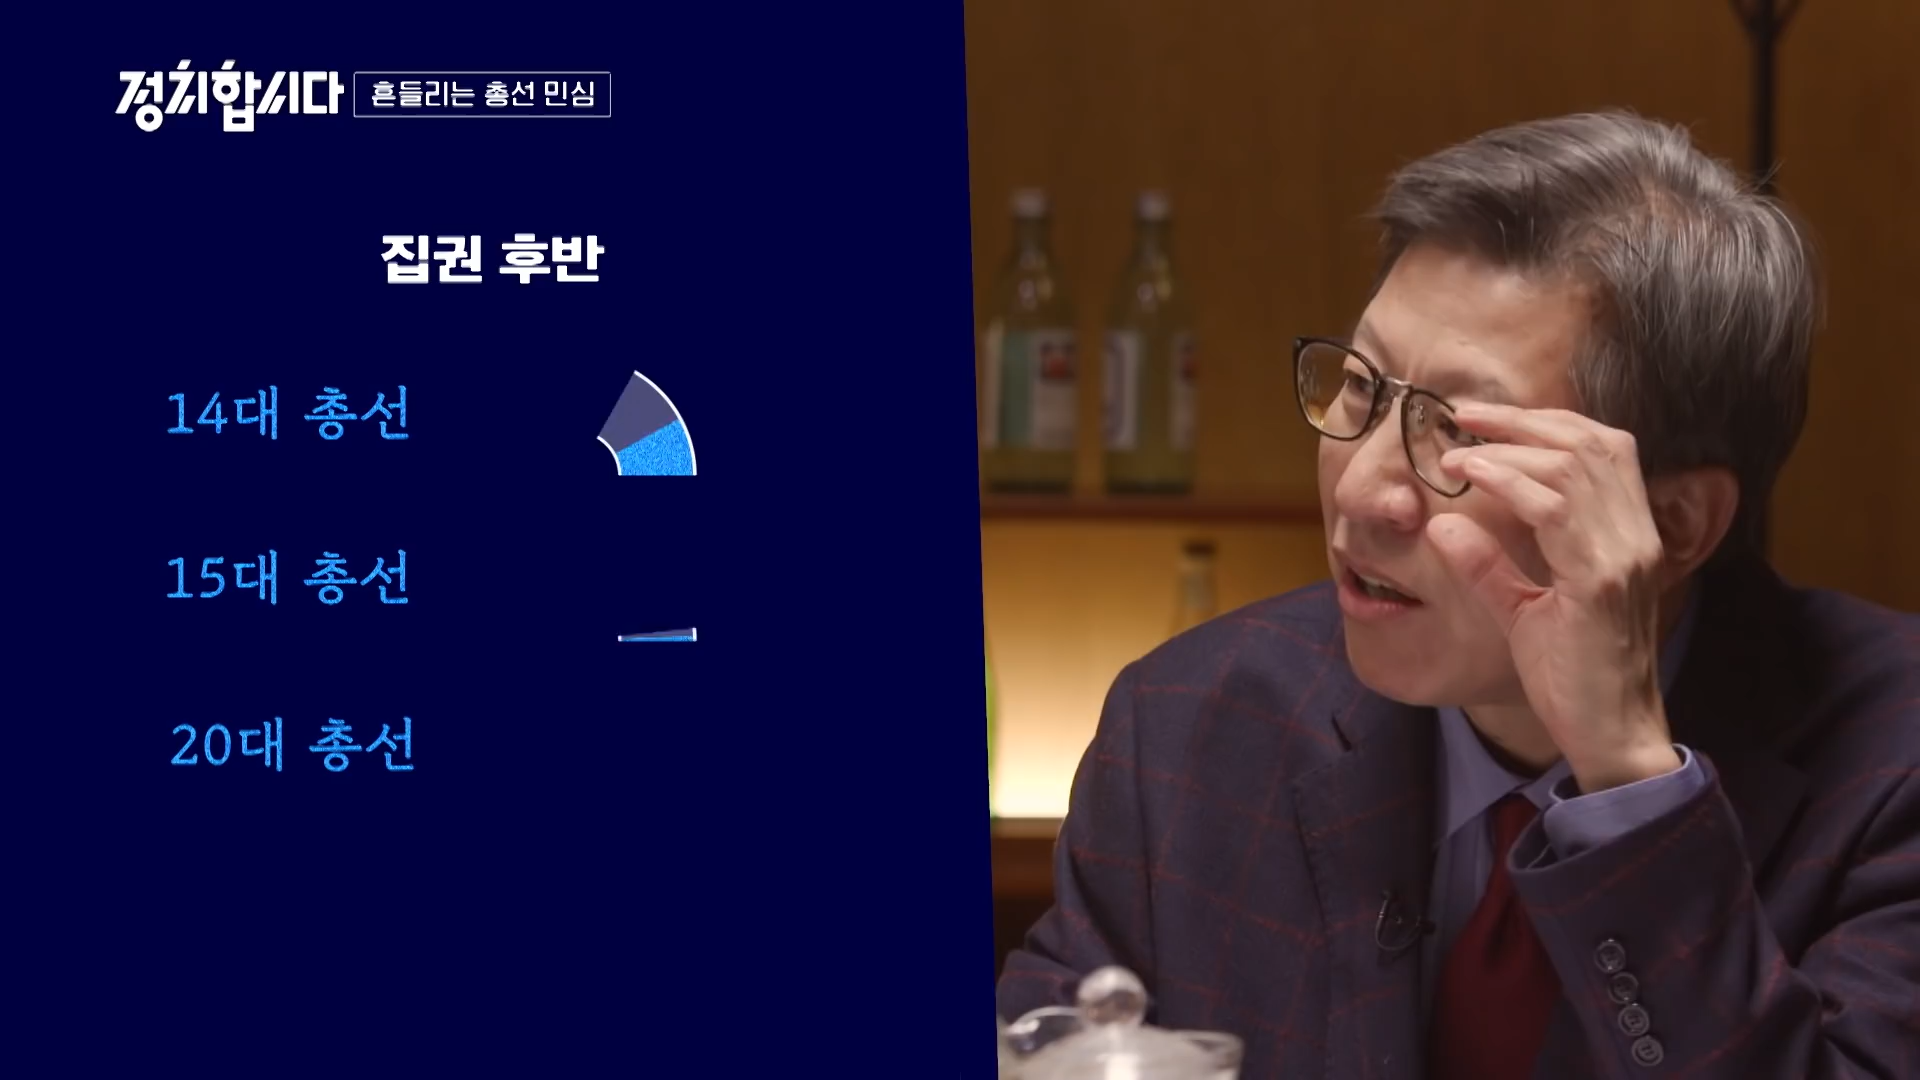 정치합시다 흔들리는 총선 민심
집권 후반
14대 총선
15대 총선
20대 총선